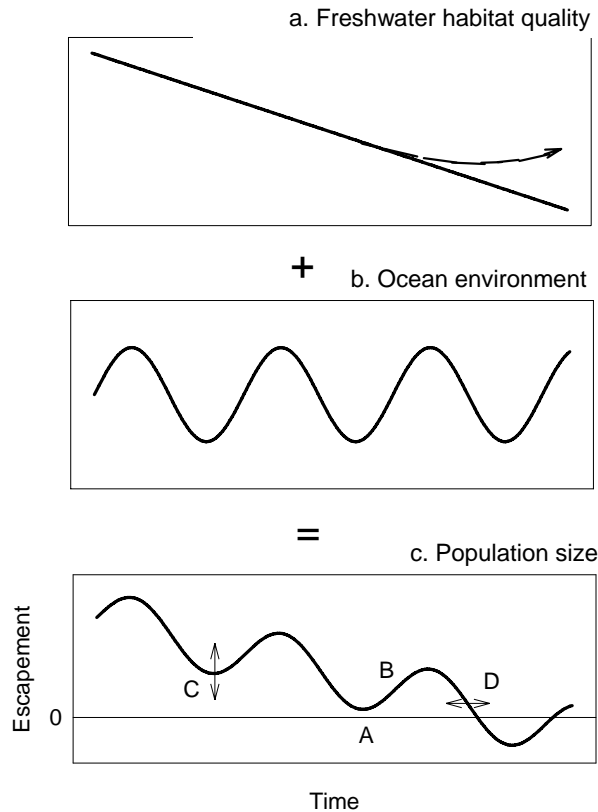 a. Freshwater habitat quality
+
b. Ocean environment
=
c. Population size
Escapement
0
C
B
D
A
Time